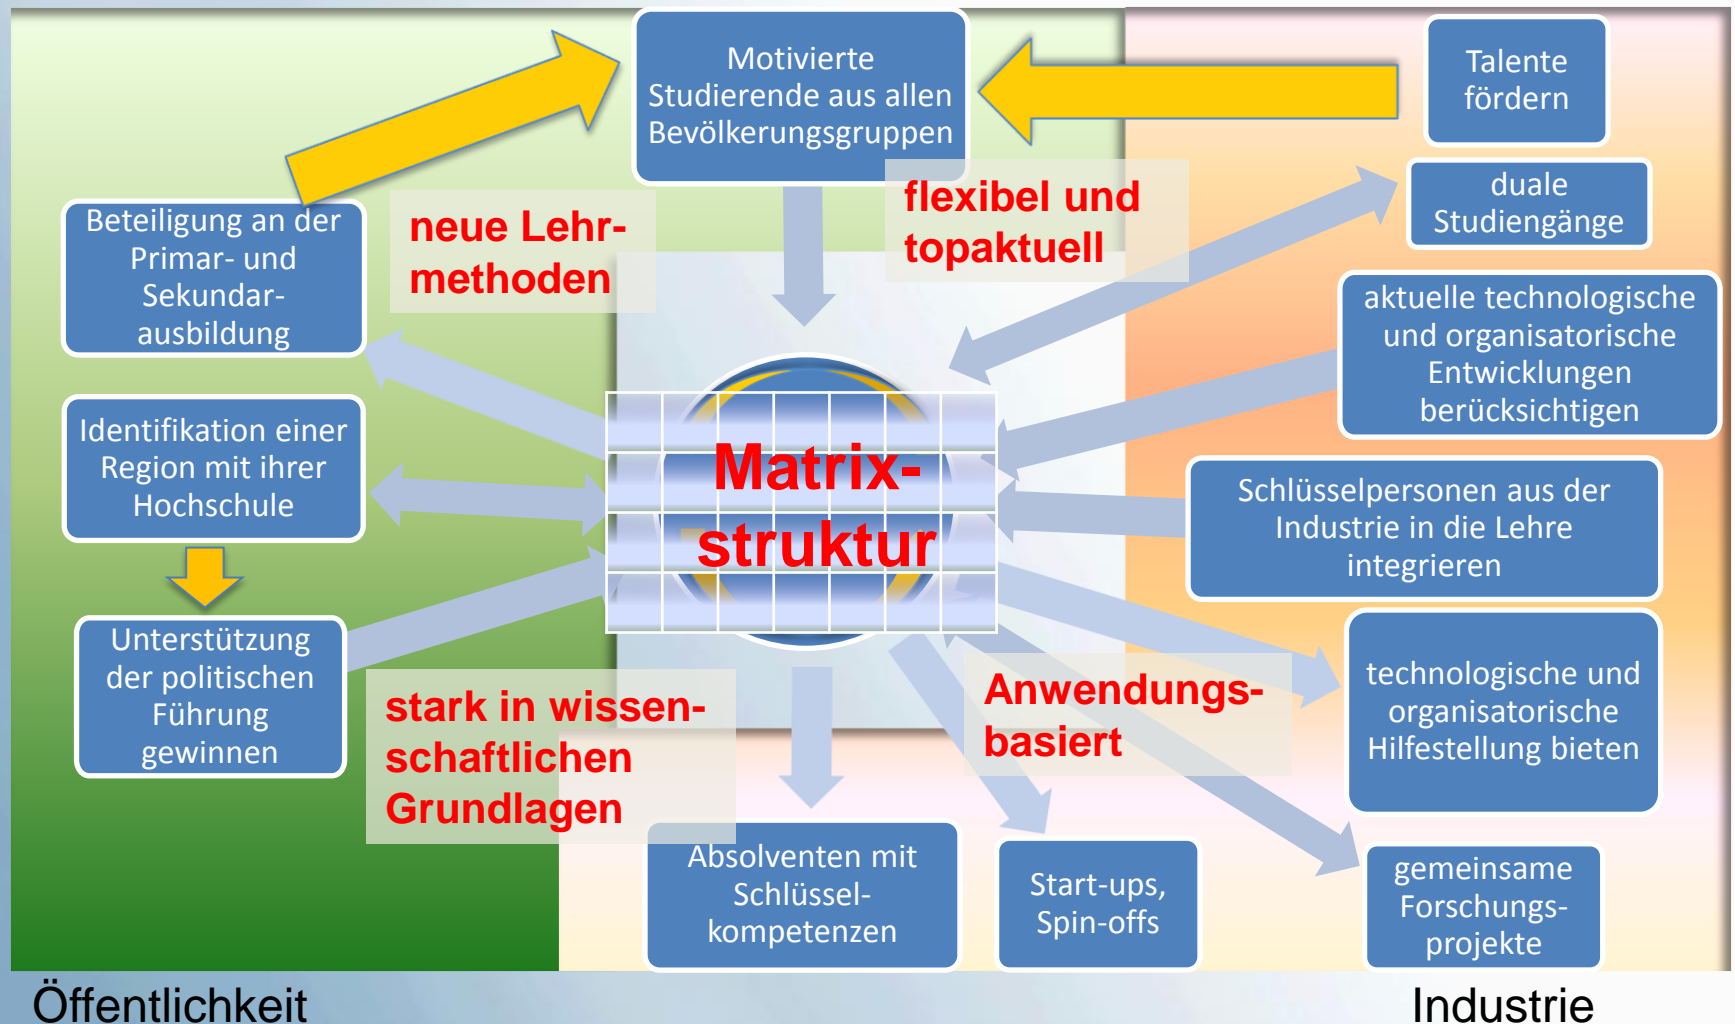 Motivierte
Studierende aus allen
Bevölkerungsgruppen
Talente
fördern
duale
Studiengänge
flexibel und
topaktuell
neue Lehr-
methoden
Beteiligung an der
Primar- und
Sekundar-
ausbildung
aktuelle technologische
und organisatorische
Entwicklungen
berücksichtigen
Identifikation einer
Region mit ihrer
Hochschule
Matrix-
struktur
Schlüsselpersonen aus der
Industrie in die Lehre
integrieren
Unterstützung
der politischen
Führung
gewinnen
stark in wissen-
schaftlichen
Grundlagen
Anwendungs-
basiert
technologische und
organisatorische
Hilfestellung bieten
Absolventen mit
Schlüssel-
kompetenzen
Start-ups,
Spin-offs
gemeinsame
Forschungs-
projekte
Öffentlichkeit
Industrie